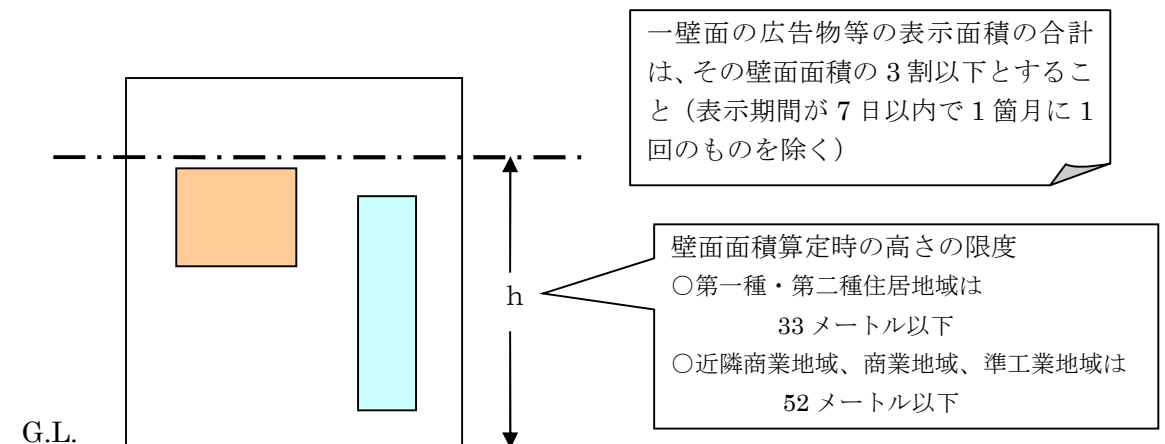 一壁面の広告物等の表示面積の合計
は、その壁面面積の 3 割以下とするこ
と（表示期間が 7 日以内で 1 箇月に 1
回のものを除く）
壁面面積算定時の高さの限度
○第一種・第二種住居地域は
33 メートル以下
○近隣商業地域、商業地域、準工業地域は
52 メートル以下
h
G.L.